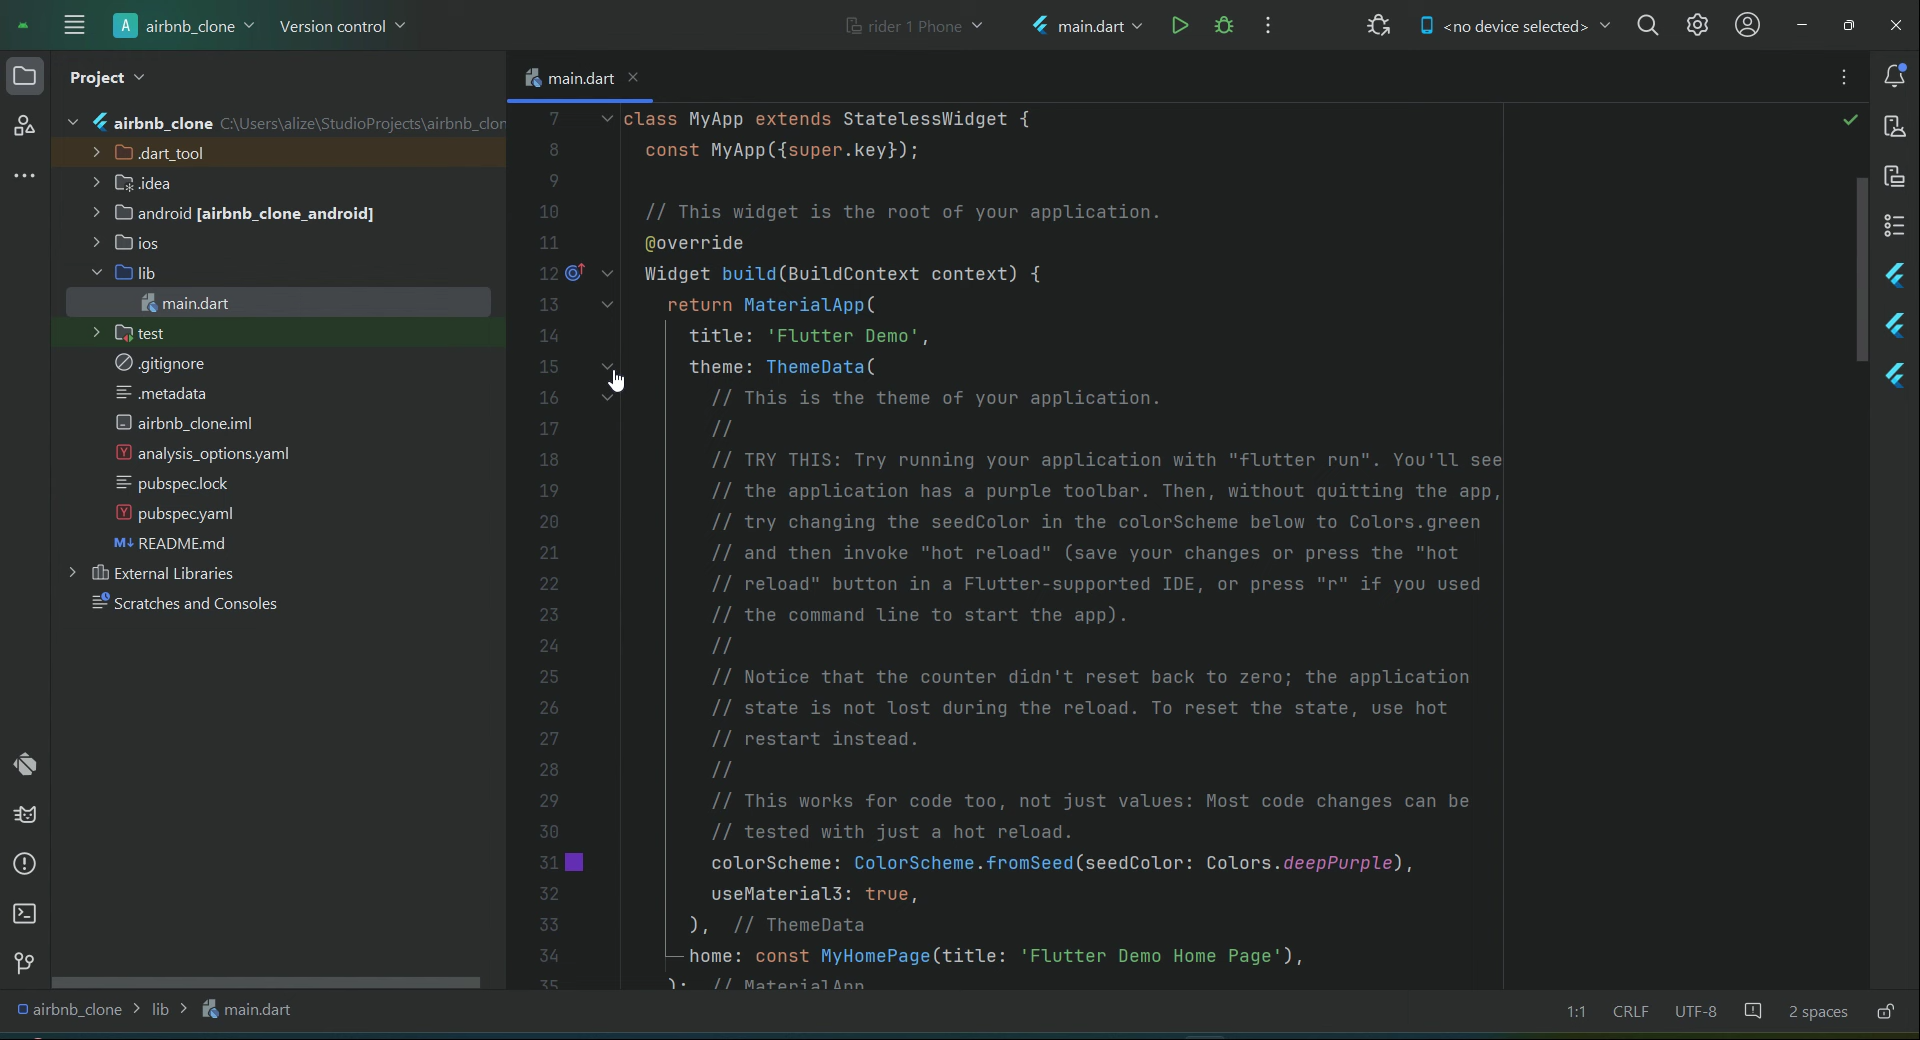 A airbnb_clone Version control rider 1 Phone main.dart <no device selected>
Project
main.dart
airbnb_clone C:\Users\alize\StudioProjects\airbnb_clon
.dart_tool
.idea
android [airbnb_clone_android]
ios
lib
main.dart
test
.gitignore
.metadata
airbnb_clone.iml
Y analysis_options.yaml
pubspec.lock
Y pubspec.yaml
M↓ README.md
External Libraries
Scratches and Consoles
7 class MyApp extends StatelessWidget {
8 const MyApp({super.key});
9
10 // This widget is the root of your application.
11 @override
12 Widget build(BuildContext context) {
13 return MaterialApp(
14 title: 'Flutter Demo',
15 theme: ThemeData(
16 // This is the theme of your application.
17 //
18 // TRY THIS: Try running your application with "flutter run". You'll see
19 // the application has a purple toolbar. Then, without quitting the app,
20 // try changing the seedColor in the colorScheme below to Colors.green
21 // and then invoke "hot reload" (save your changes or press the "hot
22 // reload" button in a Flutter-supported IDE, or press "r" if you used
23 // the command line to start the app).
24 //
25 // Notice that the counter didn't reset back to zero; the application
26 // state is not lost during the reload. To reset the state, use hot
27 // restart instead.
28 //
29 // This works for code too, not just values: Most code changes can be
30 // tested with just a hot reload.
31 colorScheme: ColorScheme.fromSeed(seedColor: Colors.deepPurple),
32 useMaterial3: true,
33 ), // ThemeData
34 home: const MyHomePage(title: 'Flutter Demo Home Page'),
35 ); // MaterialApp
airbnb_clone > lib > main.dart 1:1 CRLF UTF-8 2 spaces